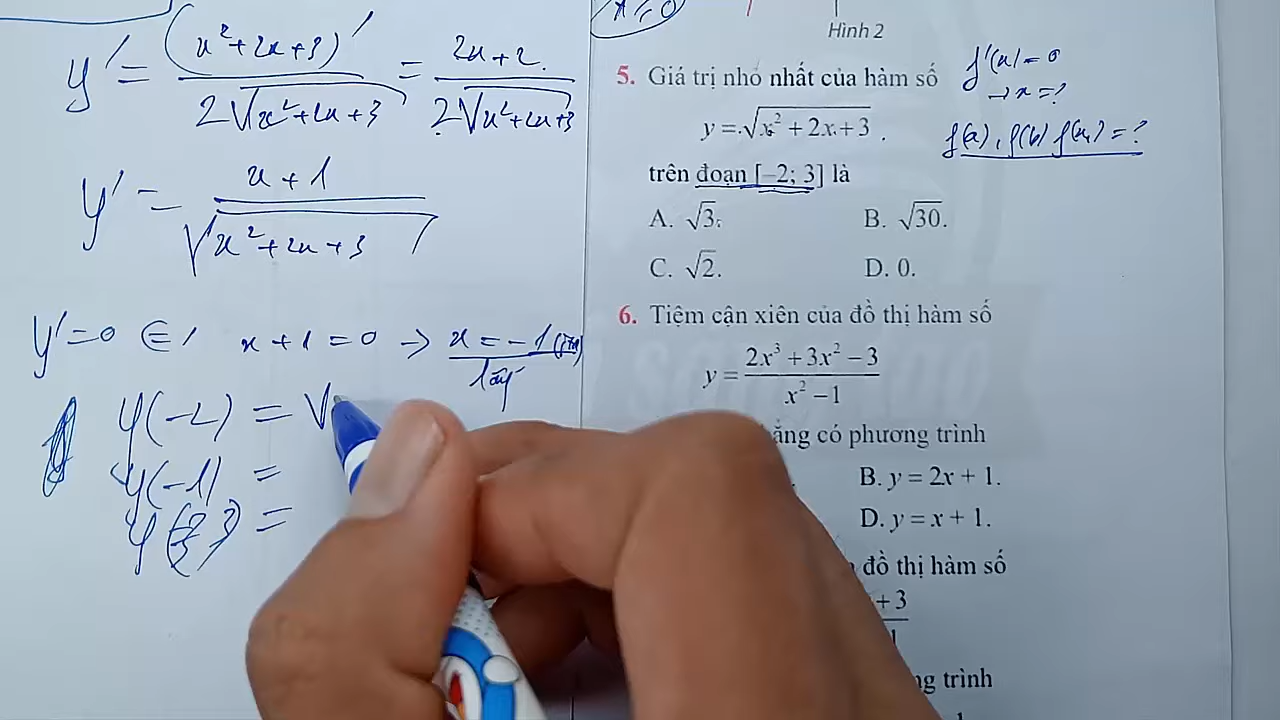 y' = (x²+2x+3)' / 2√(x²+2x+3) = 2x+2 / 2√(x²+2x+3)
y' = x+1 / √(x²+2x+3)
y'=0 x+1=0 → x=-1
y(-2) = √
y(-1) =
y( 3) =
x=0
Hình 2
5. Giá trị nhỏ nhất của hàm số
y = √(x² + 2x + 3).
trên đoạn [–2; 3] là
A. √3.
B. √30.
C. √2.
D. 0.
f'(x)=0
→ x=?
f(a), f(b) =?
6. Tiệm cận xiên của đồ thị hàm số
y = (2x³ + 3x² − 3) / (x² − 1)
có phương trình
B. y = 2x + 1.
D. y = x + 1.
đồ thị hàm số
+ 3
1
trình